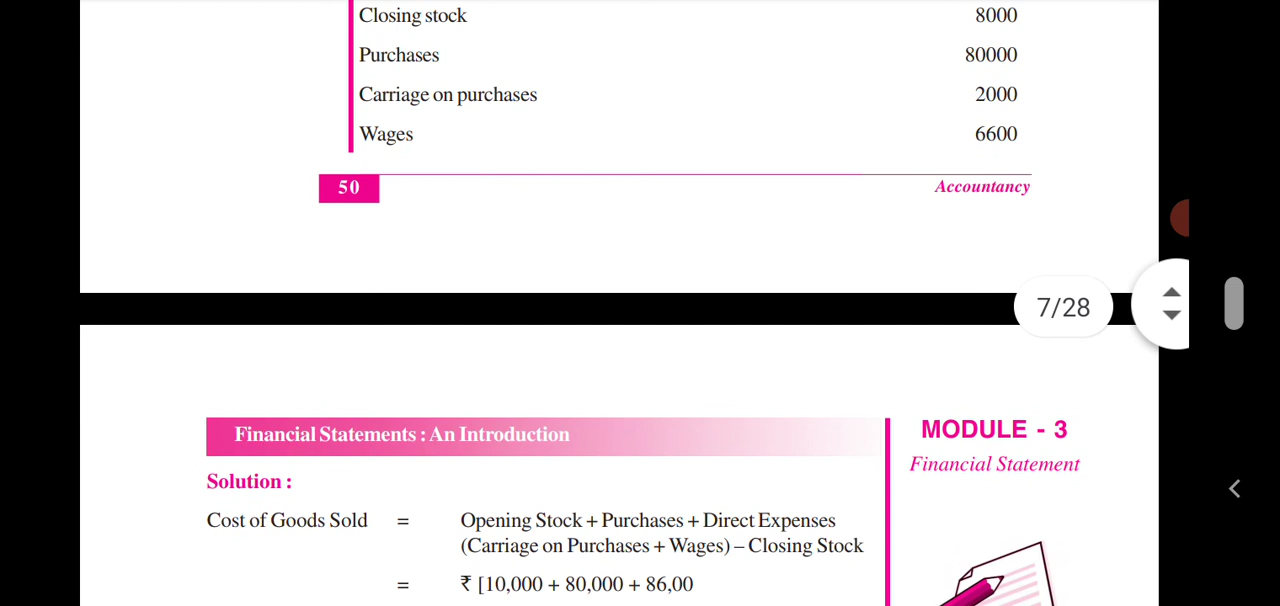 Closing stock 8000
Purchases 80000
Carriage on purchases 2000
Wages 6600
50 Accountancy
7/28
Financial Statements : An Introduction
MODULE - 3
Financial Statement
Solution :
Cost of Goods Sold = Opening Stock + Purchases + Direct Expenses
(Carriage on Purchases + Wages) – Closing Stock
= ₹ [10,000 + 80,000 + 86,00